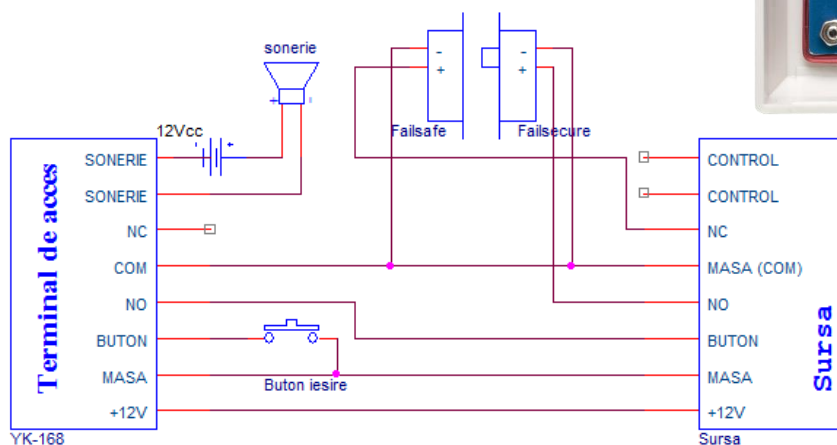 sonerie
+
-
-
+
-
+
Failsafe
Failsecure
12Vcc
Terminal de acces
SONERIE
SONERIE
NC
COM
NO
BUTON
MASA
+12V
YK-168
Buton iesire
CONTROL
CONTROL
NC
MASA (COM)
NO
BUTON
MASA
+12V
Sursa
Sursa